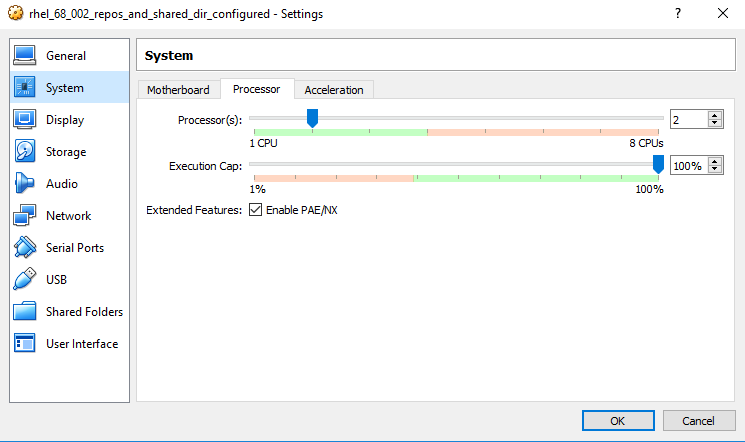 rhel_68_002_repos_and_shared_dir_configured - Settings ? ×
General
System
Display
Storage
Audio
Network
Serial Ports
USB
Shared Folders
User Interface
System
Motherboard Processor Acceleration
Processor(s): 2
1 CPU 8 CPUs
Execution Cap: 100%
1% 100%
Extended Features: Enable PAE/NX
OK Cancel